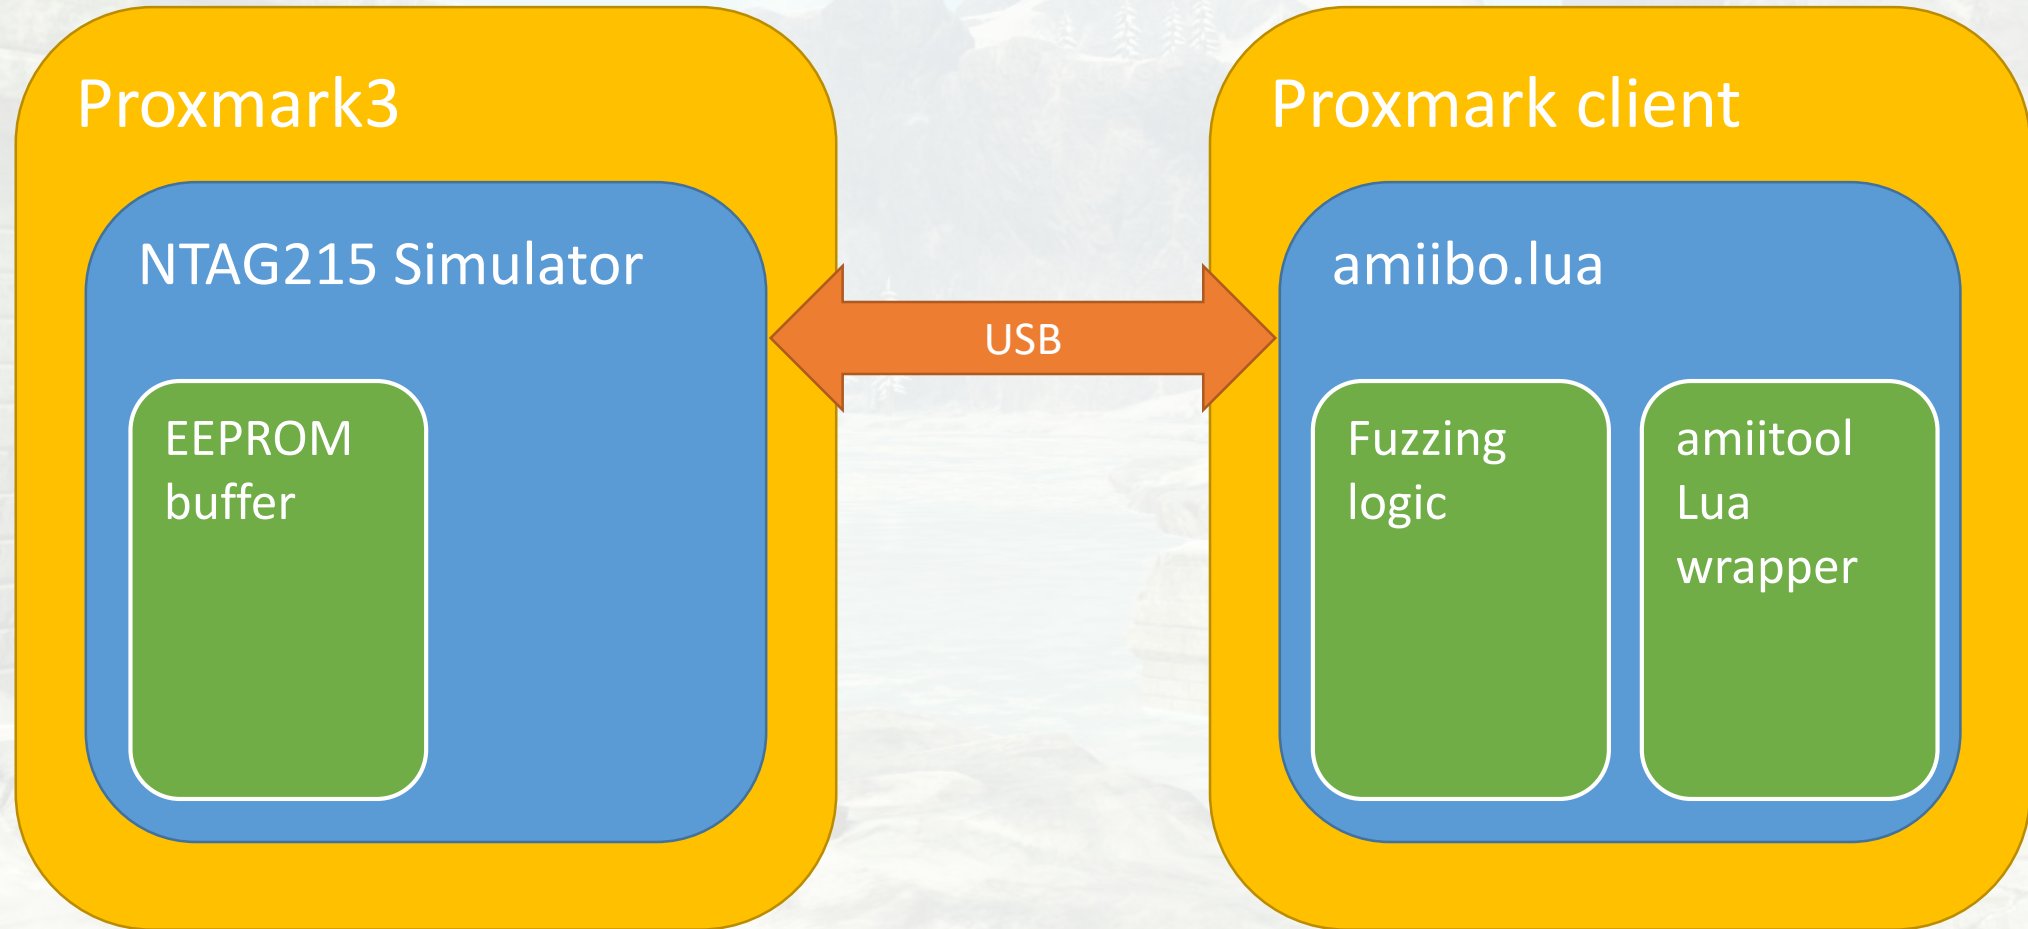 Proxmark3
NTAG215 Simulator
EEPROM
buffer
USB
Proxmark client
amiibo.lua
Fuzzing
logic
amiitool
Lua
wrapper